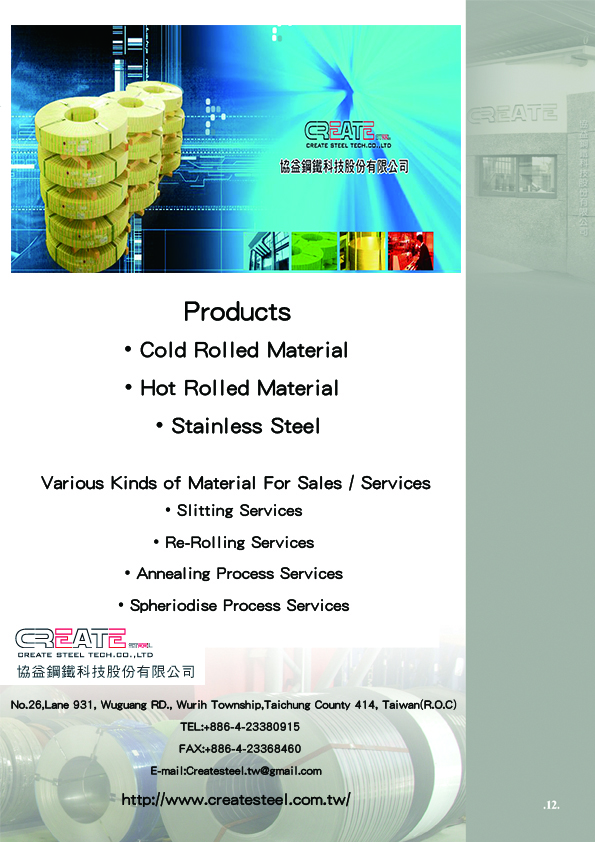 CREATE
CREATE STEEL TECH.CO.,LTD
協益鋼鐵科技股份有限公司
CREATE
Products
• Cold Rolled Material
• Hot Rolled Material
• Stainless Steel
Various Kinds of Material For Sales / Services
• Slitting Services
• Re-Rolling Services
• Annealing Process Services
• Spheriodise Process Services
CREATE
CREATE STEEL TECH.CO.,LTD
協益鋼鐵科技股份有限公司
No.26,Lane 931, Wuguang RD., Wurih Township,Taichung County 414, Taiwan(R.O.C)
TEL:+886-4-23380915
FAX:+886-4-23368460
E-mail:Createsteel.tw@gmail.com
http://www.createsteel.com.tw/
.12.